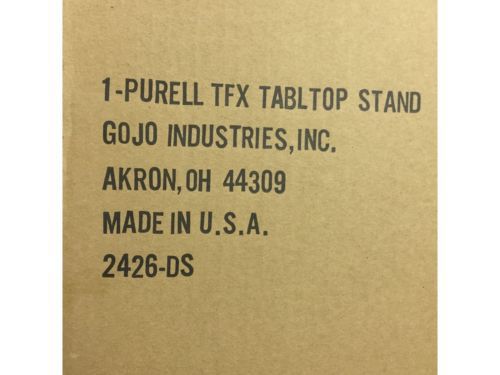 1-PURELL TFX TABLTOP STAND
GOJO INDUSTRIES,INC.
AKRON,OH 44309
MADE IN U.S.A.
2426-DS